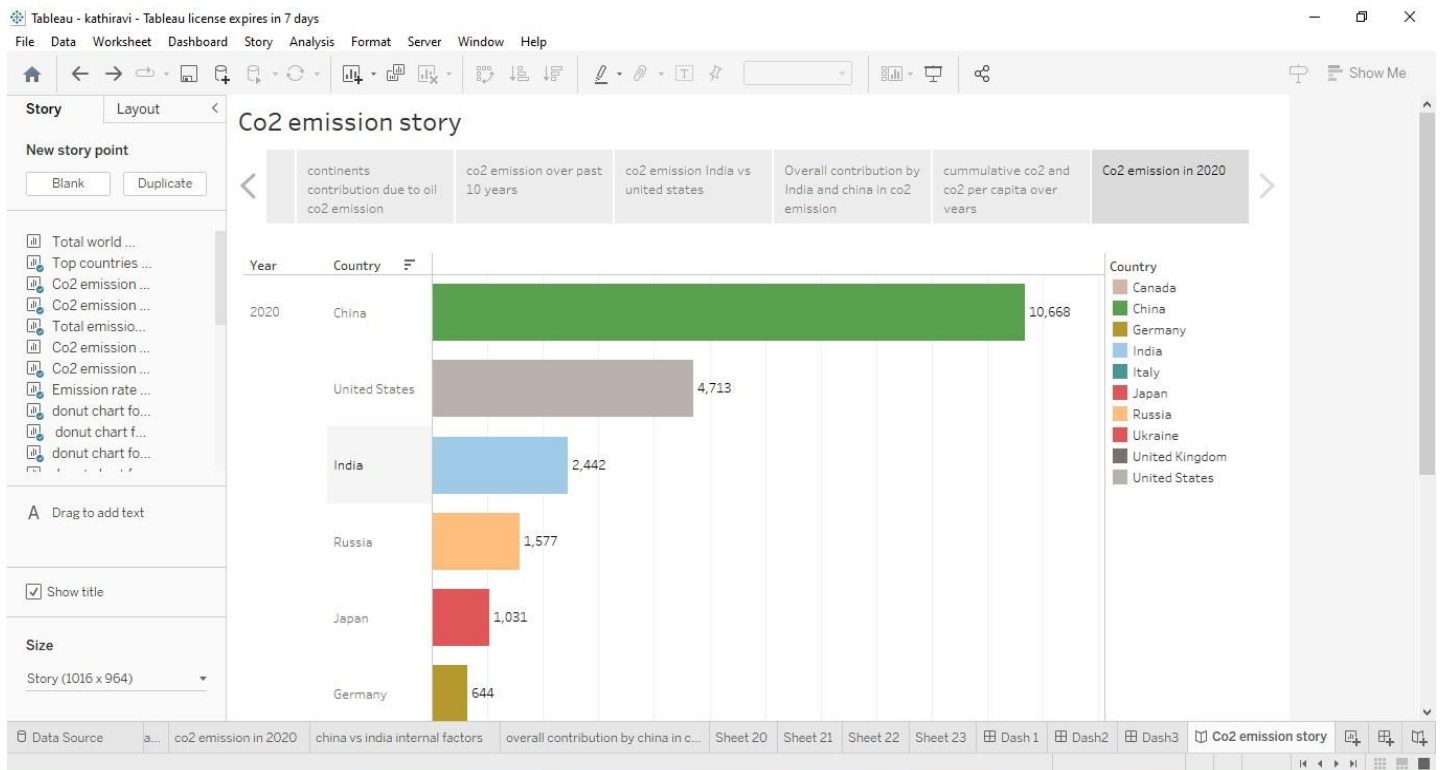 Tableau - kathiravi - Tableau license expires in 7 days
File Data Worksheet Dashboard Story Analysis Format Server Window Help
Show Me
Story Layout
New story point
Blank Duplicate
Total world ...
Top countries ...
Co2 emission ...
Co2 emission ...
Total emissio...
Co2 emission ...
Co2 emission ...
Emission rate ...
donut chart fo...
donut chart f...
donut chart fo...
A Drag to add text
Show title
Size
Story (1016 x 964)
Co2 emission story
continents
contribution due to oil
co2 emission
co2 emission over past
10 years
co2 emission India vs
united states
Overall contribution by
India and china in co2
emission
cummulative co2 and
co2 per capita over
years
Co2 emission in 2020
Year Country
2020 China 10,668
United States 4,713
India 2,442
Russia 1,577
Japan 1,031
Germany 644
Country
Canada
China
Germany
India
Italy
Japan
Russia
Ukraine
United Kingdom
United States
Data Source a... co2 emission in 2020 china vs india internal factors overall contribution by china in c... Sheet 20 Sheet 21 Sheet 22 Sheet 23 Dash 1 Dash2 Dash3 Co2 emission story